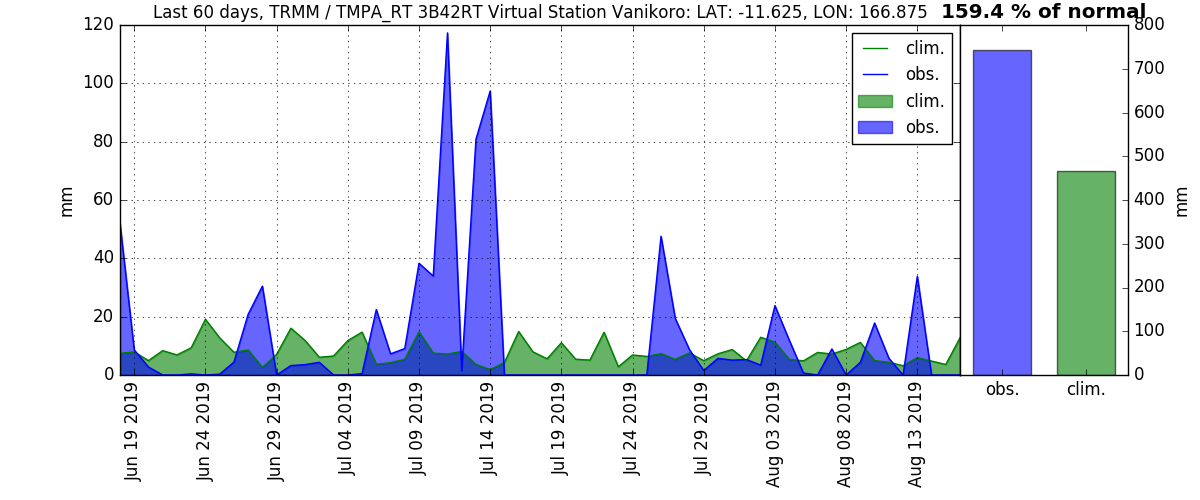 Last 60 days, TRMM / TMPA_RT 3B42RT Virtual Station Vanikoro: LAT: -11.625, LON: 166.875 159.4 % of normal
120
100
80
60
40
20
0
mm
clim.
obs.
clim.
obs.
Jun 19 2019
Jun 24 2019
Jun 29 2019
Jul 04 2019
Jul 09 2019
Jul 14 2019
Jul 19 2019
Jul 24 2019
Jul 29 2019
Aug 03 2019
Aug 08 2019
Aug 13 2019
800
700
600
500
400
300
200
100
0
mm
obs.
clim.